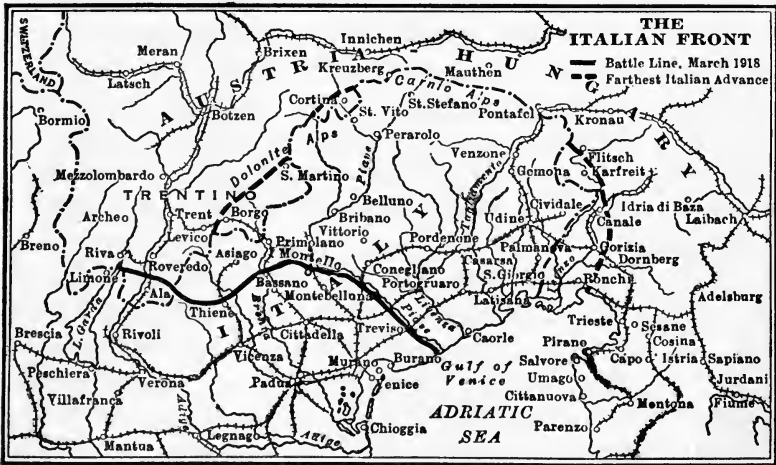 THE
ITALIAN FRONT
Battle Line, March 1918
Farthest Italian Advance
SWITZERLAND
AUSTRIA-HUNGARY
Meran
Brixen
Innichen
Latsch
Kreuzberg
Mauthen
Carnic Alps
Cortina
St. Stefano
Pontafel
Kronau
Bormio
Botzen
St. Vito
Dolonite
Aps
Perarolo
Venzone
Flitsch
Karfreit
Mezzolombardo
S. Martino
Piave
Tagliamento
Gemona
TRENTINO
Belluno
Cividale
Idria di Baza
Archeo
Trent
Borgo
Bribano
Udine
Canale
Laibach
Levico
Vittorio
Breno
Asiago
Primolano
Pordenone
Palmanova
Gorizia
Riva
Roveredo
Montello
Conegliano
Casarsa
S. Giorgio
Isonzo
Dornberg
Limone
Bassano
Portogruaro
Ronchi
Ala
Montebelluna
Livenza
Latisana
Adelsburg
L. Garda
Thiene
ITALY
Trieste
Sesane
Rivoli
Cittadella
Treviso
Caorle
Cosina
Brescia
Vicenza
Burano
Pirano
Peschiera
Murano
Gulf of
Venice
Salvore
Capo d'Istria
Sapiano
Verona
Padua
Venice
Umago
Jurdani
Villafranca
Cittanuova
Fiume
Adige
ADRIATIC
SEA
Montona
Legnago
Chioggia
Parenzo
Mantua
Adige